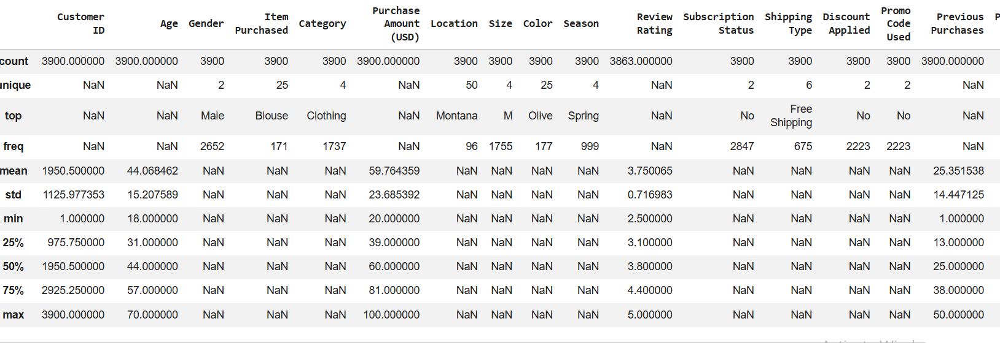 Customer ID Age Gender Item Purchased Category Purchase Amount (USD) Location Size Color Season Review Rating Subscription Status Shipping Type Discount Applied Promo Code Used Previous Purchases P
count 3900.000000 3900.000000 3900 3900 3900 3900.000000 3900 3900 3900 3900 3863.000000 3900 3900 3900 3900 3900.000000
unique NaN NaN 2 25 4 NaN 50 4 25 4 NaN 2 6 2 2 NaN
top NaN NaN Male Blouse Clothing NaN Montana M Olive Spring NaN No Free Shipping No No NaN
freq NaN NaN 2652 171 1737 NaN 96 1755 177 999 NaN 2847 675 2223 2223 NaN
mean 1950.500000 44.068462 NaN NaN NaN 59.764359 NaN NaN NaN NaN 3.750065 NaN NaN NaN NaN 25.351538
std 1125.977353 15.207589 NaN NaN NaN 23.685392 NaN NaN NaN NaN 0.716983 NaN NaN NaN NaN 14.447125
min 1.000000 18.000000 NaN NaN NaN 20.000000 NaN NaN NaN NaN 2.500000 NaN NaN NaN NaN 1.000000
25% 975.750000 31.000000 NaN NaN NaN 39.000000 NaN NaN NaN NaN 3.100000 NaN NaN NaN NaN 13.000000
50% 1950.500000 44.000000 NaN NaN NaN 60.000000 NaN NaN NaN NaN 3.800000 NaN NaN NaN NaN 25.000000
75% 2925.250000 57.000000 NaN NaN NaN 81.000000 NaN NaN NaN NaN 4.400000 NaN NaN NaN NaN 38.000000
max 3900.000000 70.000000 NaN NaN NaN 100.000000 NaN NaN NaN NaN 5.000000 NaN NaN NaN NaN 50.000000